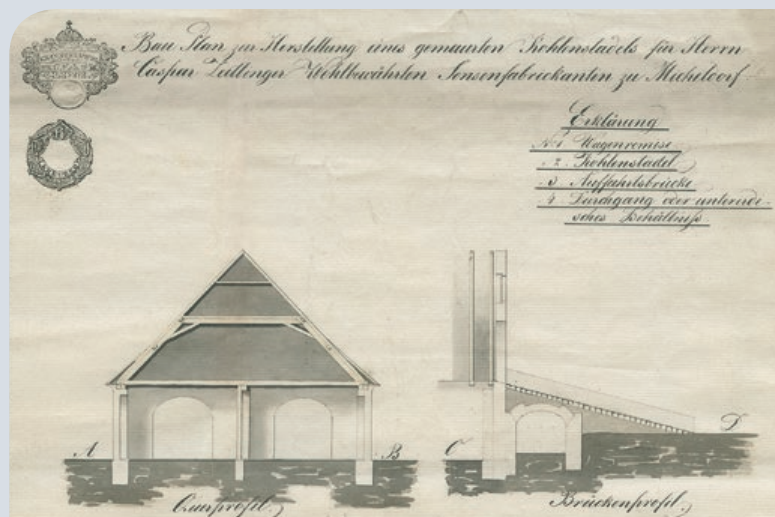 Bau Plan zur Herstellung eines gemauerten Kohlenstadels für Herrn
Caspar Zeitlinger Wohlbewährten Sensenfabrickanten zu Micheldorf
Erklärung
No 1 Wagenremise
" 2 Kohlenstadel
" 3 Auffahrtsbrücke
" 4 Durchgang oder unterirdi-
sches Behältniß
A
B
C
D
Querprofil.
Brückenprofil.